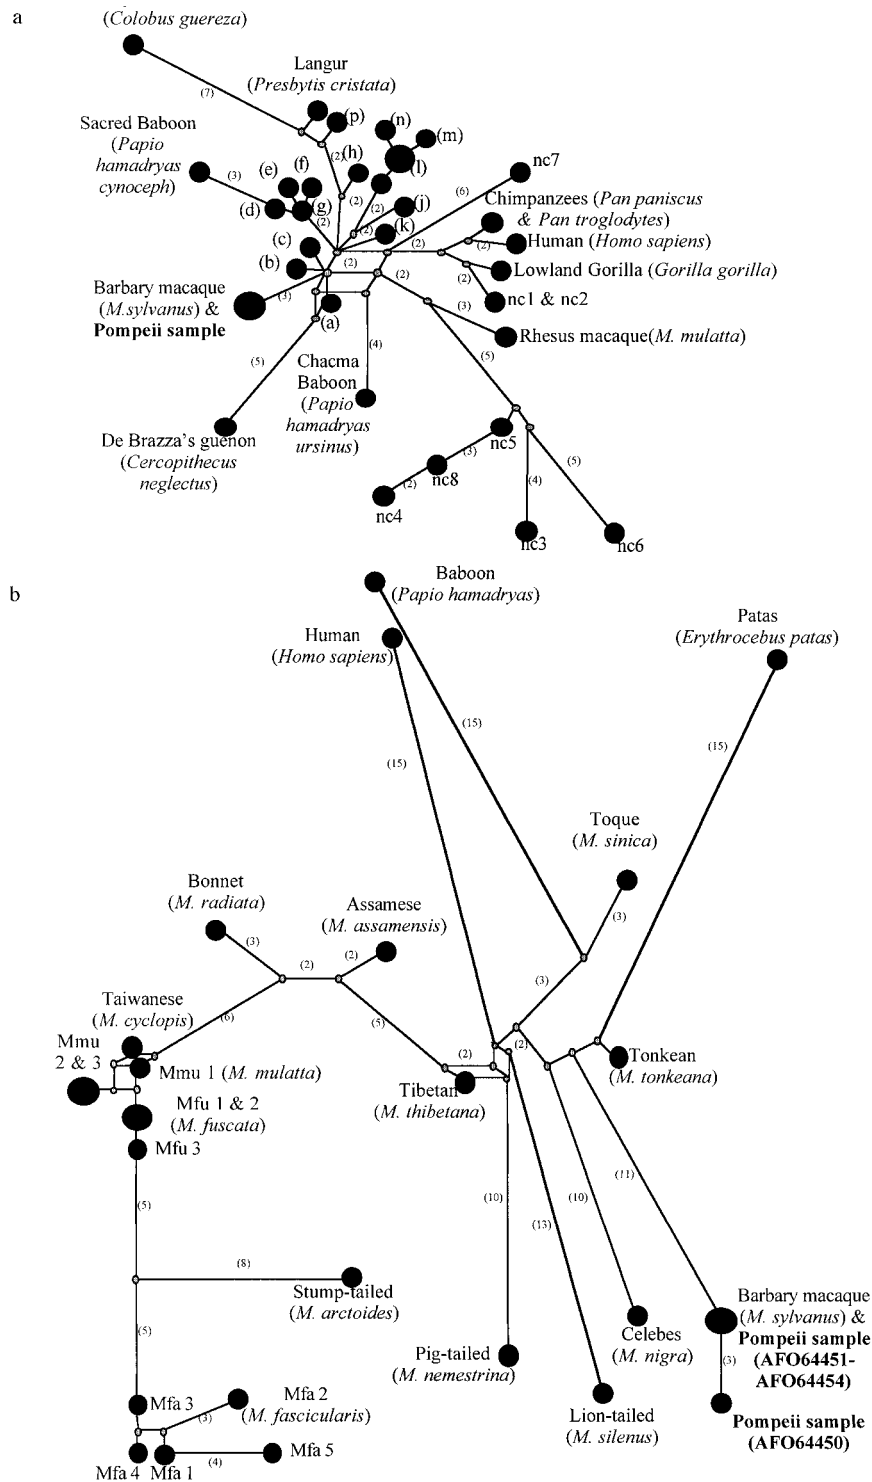 a
(Colobus guereza)
(7)
Langur
(Presbytis cristata)
(p)
(n)
(m)
(l)
Sacred Baboon
(Papio
hamadryas
cynoceph)
(3)
(e)
(f)
(2)
(h)
(d)
(g)
(2)
(2)
(2)
(j)
(2)
(k)
(6)
nc7
Chimpanzees (Pan paniscus
& Pan troglodytes)
(2)
(2)
Human (Homo sapiens)
Lowland Gorilla (Gorilla gorilla)
(2)
nc1 & nc2
(c)
(b)
(2)
(2)
Barbary macaque
(M.sylvanus) &
Pompeii sample
(3)
(a)
(3)
Rhesus macaque(M. mulatta)
(5)
(4)
(5)
Chacma
Baboon
(Papio
hamadryas
ursinus)
De Brazza's guenon
(Cercopithecus
neglectus)
nc5
(3)
nc8
(2)
nc4
(5)
(4)
nc3
nc6
b
Baboon
(Papio hamadryas)
Human
(Homo sapiens)
Patas
(Erythrocebus patas)
(15)
(15)
(15)
Toque
(M. sinica)
(3)
Bonnet
(M. radiata)
(3)
Assamese
(M. assamensis)
(2)
(2)
(3)
(6)
(5)
Taiwanese
(M. cyclopis)
Mmu
2 & 3
Mmu 1 (M. mulatta)
(2)
(2)
Tibetan
(M. thibetana)
Tonkean
(M. tonkeana)
Mfu 1 & 2
(M. fuscata)
Mfu 3
(5)
(10)
(13)
(10)
(11)
(8)
Stump-tailed
(M. arctoides)
(5)
Pig-tailed
(M. nemestrina)
Celebes
(M. nigra)
Barbary macaque
(M. sylvanus) &
Pompeii sample
(AFO64451-
AFO64454)
(3)
Mfa 3
Mfa 2
(M. fascicularis)
(3)
Lion-tailed
(M. silenus)
Pompeii sample
(AFO64450)
Mfa 4
Mfa 1
(4)
Mfa 5